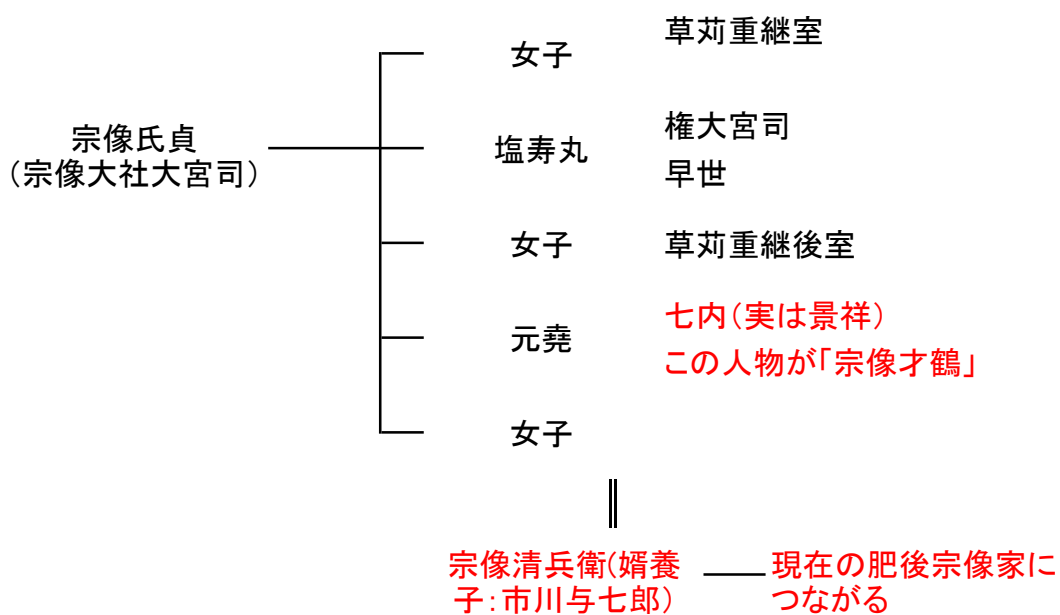 女子
草苅重継室
宗像氏貞
(宗像大社大宮司)
塩寿丸
権大宮司
早世
女子
草苅重継後室
元堯
七内(実は景祥)
この人物が「宗像才鶴」
女子
宗像清兵衛(婿養
子:市川与七郎)
現在の肥後宗像家に
つながる